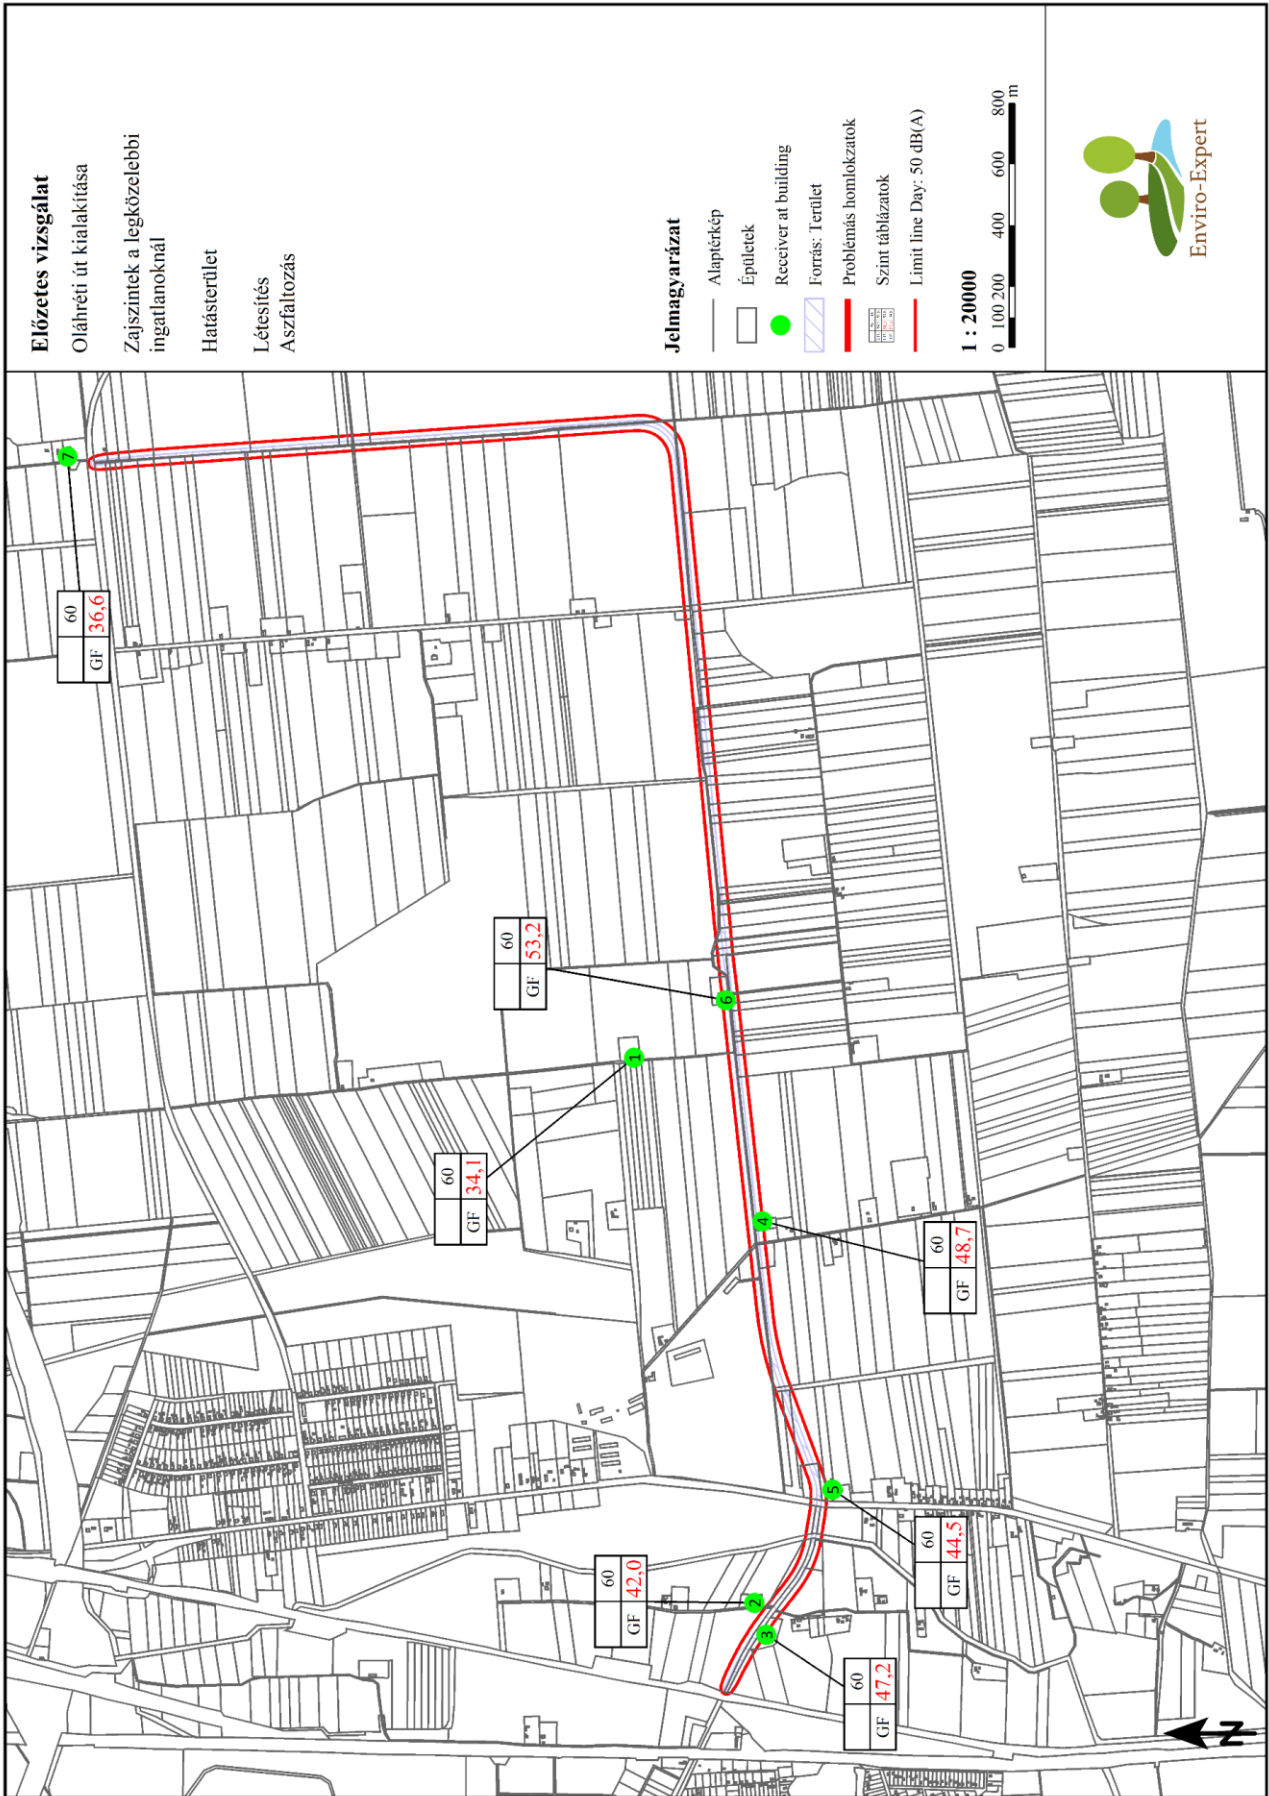 Előzetes vizsgálat
Oláhréti út kialakítása
Zajszintek a legközelebbi
ingatlanoknál
Hatásterület
Létesítés
Aszfaltozás
Jelmagyarázat
Alaptérkép
Épületek
Receiver at building
Forrás: Terület
Problémás homlokzatok
Szint táblázatok
Limit line Day: 50 dB(A)
1 : 20000
0 100 200 400 600 800
m
Enviro-Expert
7
60
GF 36,6
6
60
GF 53,2
1
60
GF 34,1
4
60
GF 48,7
5
60
GF 44,5
2
60
GF 42,0
3
60
GF 47,2
N